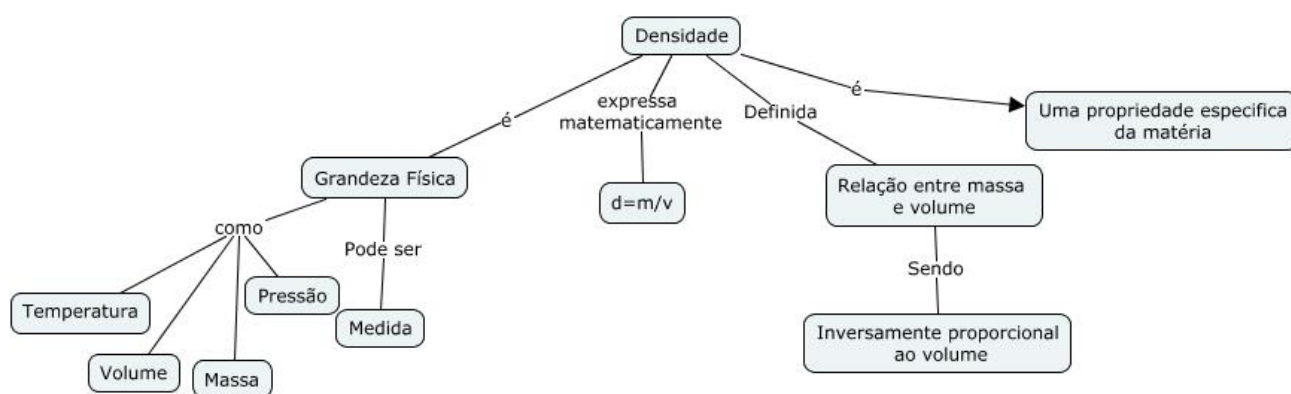 Densidade
é
expressa
matematicamente
Definida
é
Uma propriedade especifica
da matéria
Grandeza Física
d=m/v
Relação entre massa
e volume
como
Pode ser
Sendo
Temperatura
Pressão
Medida
Volume
Massa
Inversamente proporcional
ao volume